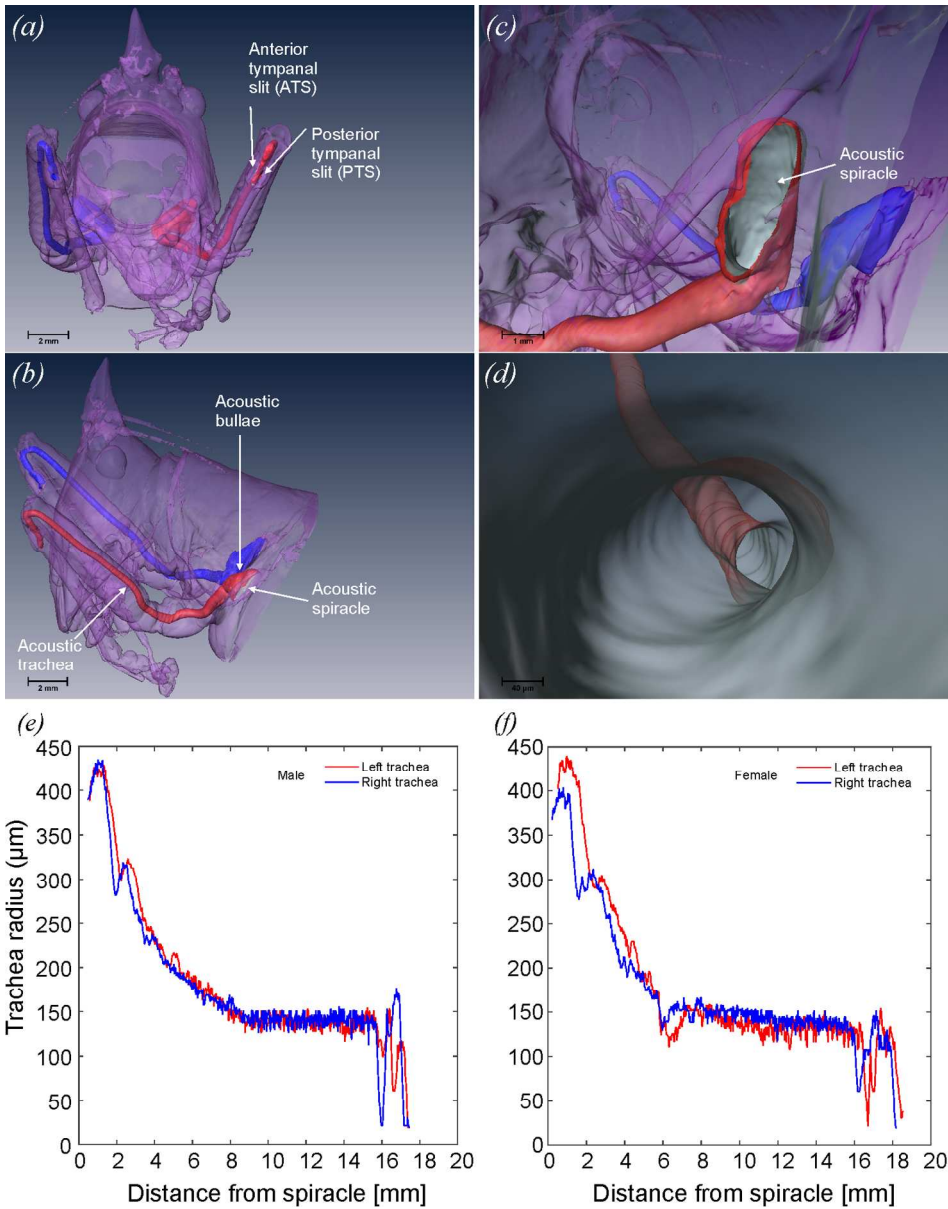 (a)
Anterior
tympanal
slit (ATS)
Posterior
tympanal
slit (PTS)
2 mm
(c)
Acoustic
spiracle
1 mm
(b)
Acoustic
bullae
Acoustic
spiracle
Acoustic
trachea
2 mm
(d)
40 µm
(e)
450
400
350
300
250
200
150
100
50
0
Trachea radius (µm)
Male
Left trachea
Right trachea
0 2 4 6 8 10 12 14 16 18 20
Distance from spiracle [mm]
(f)
450
400
350
300
250
200
150
100
50
0
Female
Left trachea
Right trachea
0 2 4 6 8 10 12 14 16 18 20
Distance from spiracle [mm]